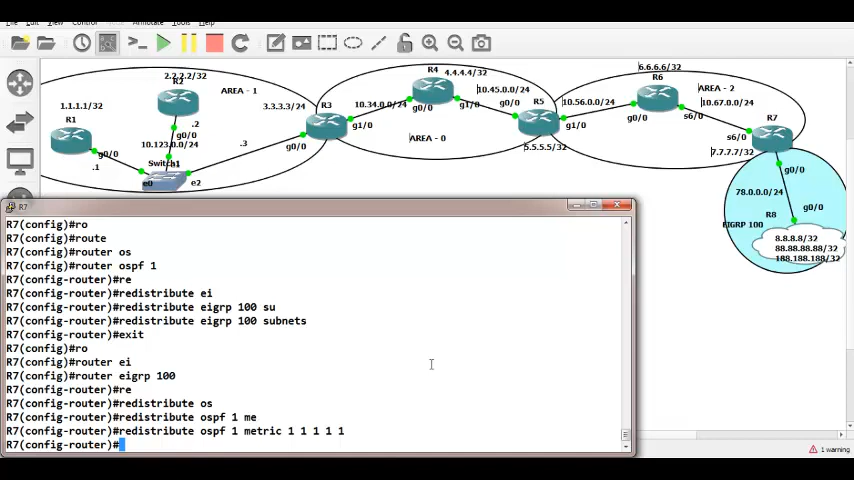 File Edit View Control Annotate Tools Help
6.6.6.6/32
R4
4.4.4.4/32
R6
2.2.2.2/32
R2
AREA - 1
AREA - 2
10.45.0.0/24
1.1.1.1/32
3.3.3.3/24
R3
10.34.0.0/24
g0/0
g1/0
R5
g0/0
10.56.0.0/24
g0/0
10.67.0.0/24
s6/0
R1
g0/0
R7
g1/0
g1/0
s6/0
10.123.0.0/24
.3
AREA - 0
5.5.5.5/32
7.7.7.7/32
g0/0
Switch1
g0/0
g0/0
.1
.2
e0
e2
78.0.0.0/24
g0/0
R8
EIGRP 100
8.8.8.8/32
88.88.88.88/32
188.188.188/32
R7
R7(config)#ro
R7(config)#route
R7(config)#router os
R7(config)#router ospf 1
R7(config-router)#re
R7(config-router)#redistribute ei
R7(config-router)#redistribute eigrp 100 su
R7(config-router)#redistribute eigrp 100 subnets
R7(config-router)#exit
R7(config)#ro
R7(config)#router ei
R7(config)#router eigrp 100
R7(config-router)#re
R7(config-router)#redistribute os
R7(config-router)#redistribute ospf 1 me
R7(config-router)#redistribute ospf 1 metric 1 1 1 1 1
R7(config-router)#
1 warning